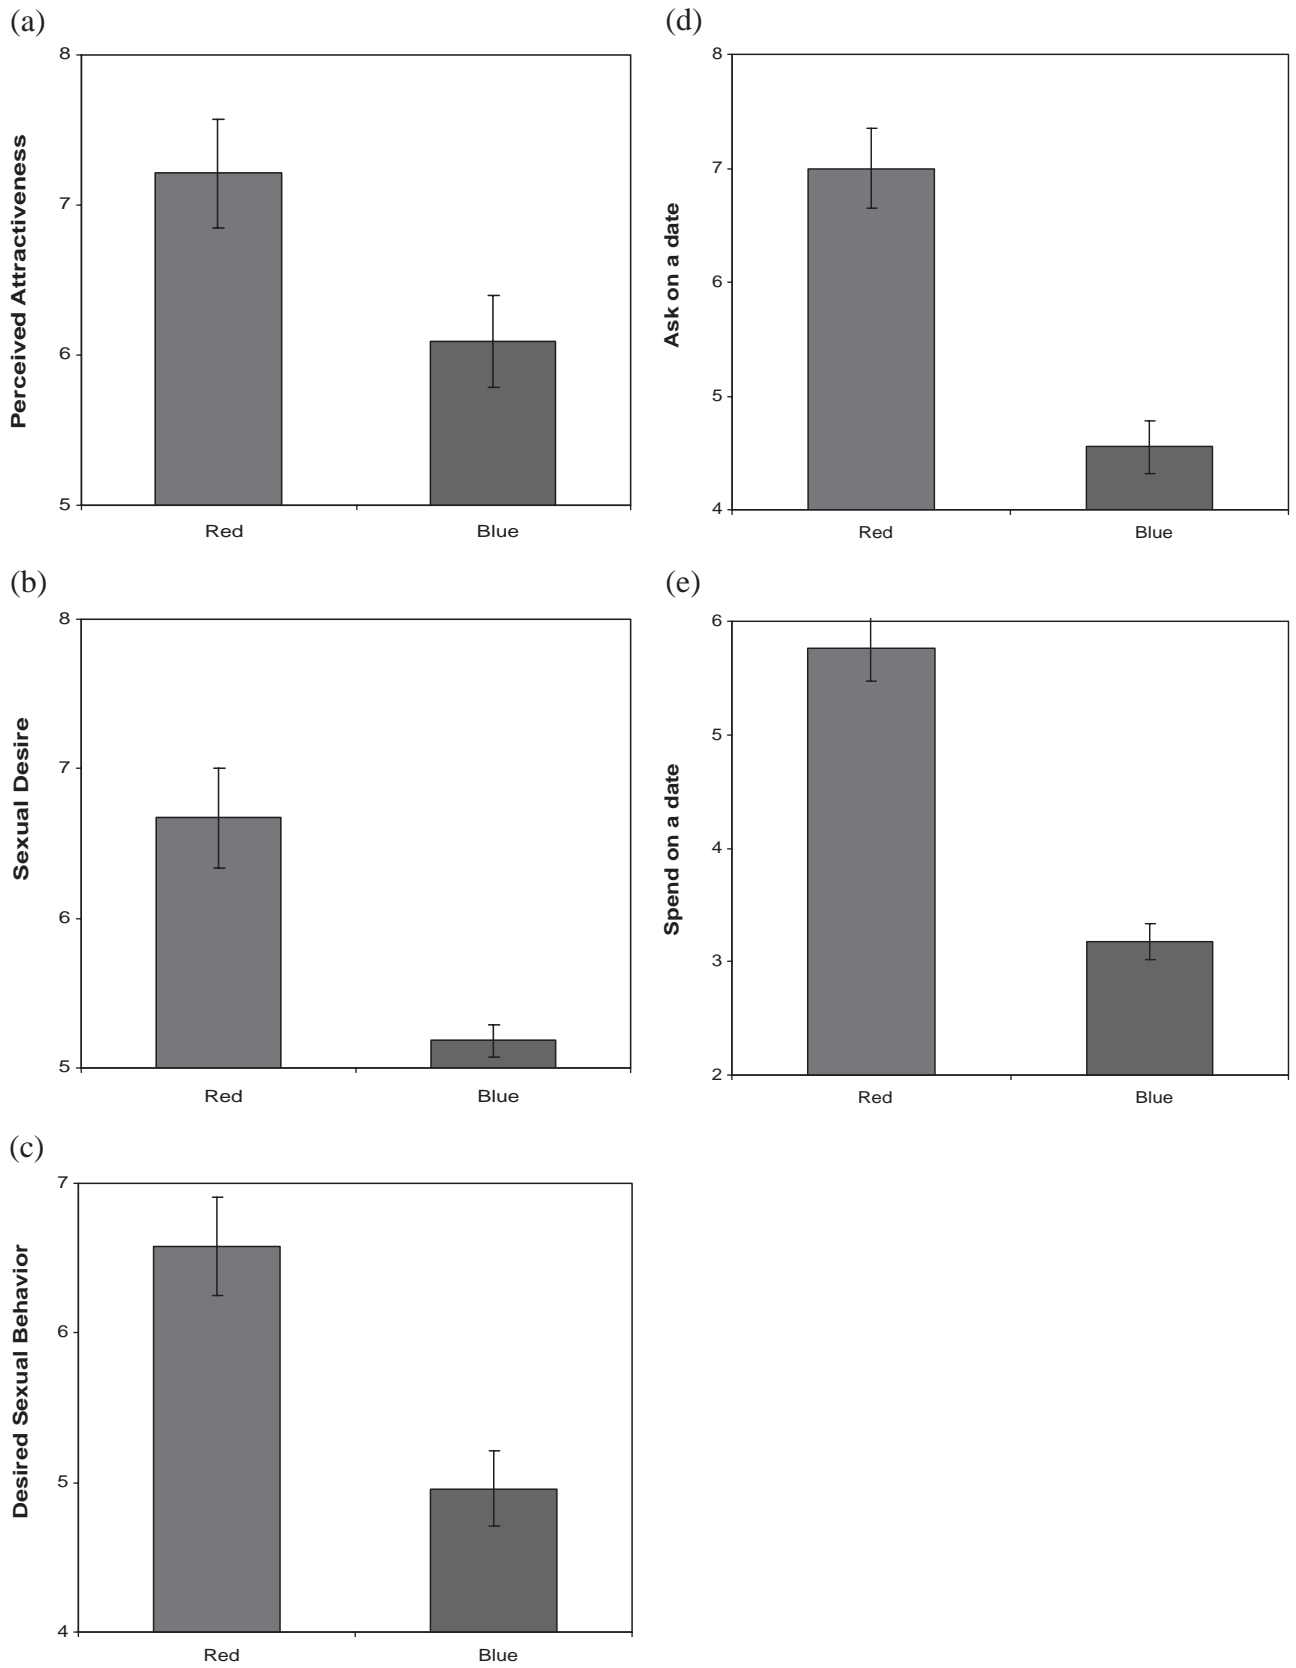 (a)
8
7
6
5
Perceived Attractiveness
Red Blue
(b)
8
7
6
5
Sexual Desire
Red Blue
(c)
7
6
5
4
Desired Sexual Behavior
Red Blue
(d)
8
7
6
5
4
Ask on a date
Red Blue
(e)
6
5
4
3
2
Spend on a date
Red Blue